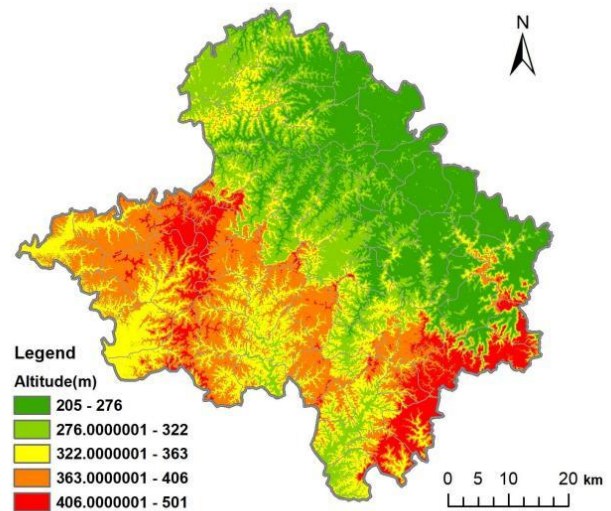 N
Legend
Altitude(m)
205 - 276
276.0000001 - 322
322.0000001 - 363
363.0000001 - 406
406.0000001 - 501
0 5 10 20 km